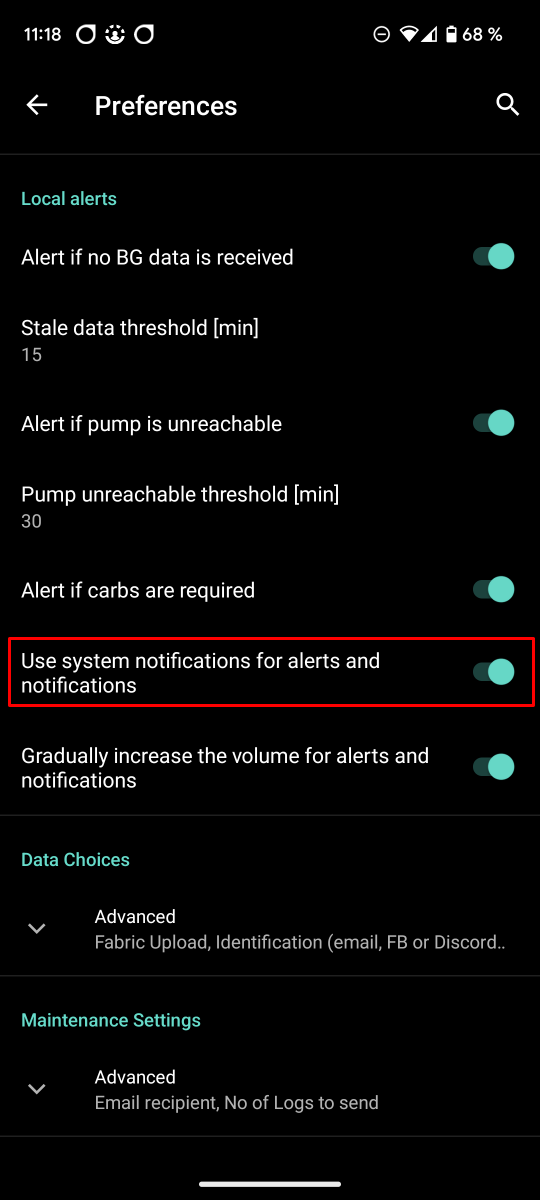 11:18
68 %
Preferences
Local alerts
Alert if no BG data is received
Stale data threshold [min]
15
Alert if pump is unreachable
Pump unreachable threshold [min]
30
Alert if carbs are required
Use system notifications for alerts and
notifications
Gradually increase the volume for alerts and
notifications
Data Choices
Advanced
Fabric Upload, Identification (email, FB or Discord..
Maintenance Settings
Advanced
Email recipient, No of Logs to send